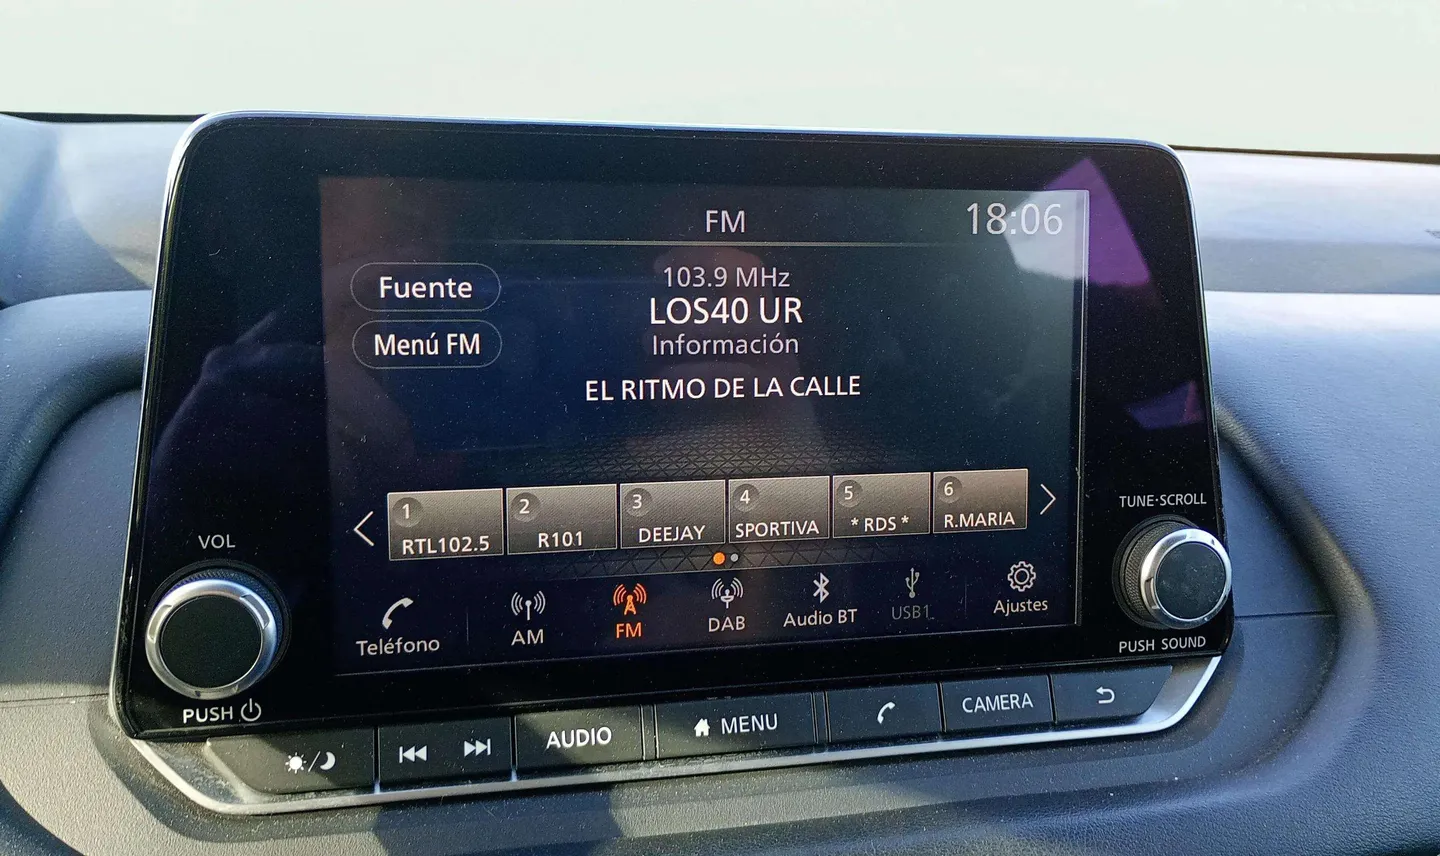 FM
18:06
Fuente
103.9 MHz
LOS40 UR
Menú FM
Información
EL RITMO DE LA CALLE
1
RTL102.5
2
R101
3
DEEJAY
4
SPORTIVA
5
* RDS *
6
R.MARIA
VOL
TUNE·SCROLL
Teléfono
AM
FM
DAB
Audio BT
USB1
Ajustes
PUSH
PUSH SOUND
AUDIO
MENU
CAMERA